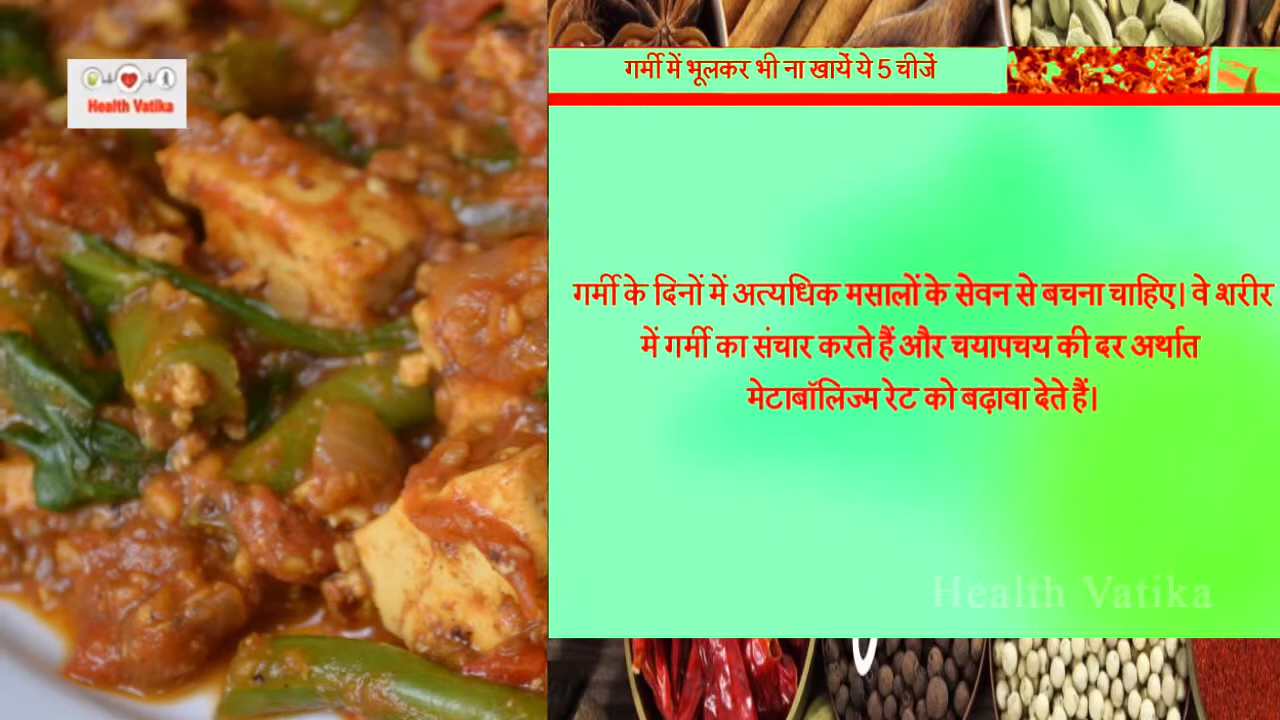 Health Vatika
गर्मी में भूलकर भी ना खायें ये 5 चीजें
गर्मी के दिनों में अत्यधिक मसालों के सेवन से बचना चाहिए। वे शरीर
में गर्मी का संचार करते हैं और चयापचय की दर अर्थात
मेटाबॉलिज्म रेट को बढ़ावा देते हैं।
Health Vatika